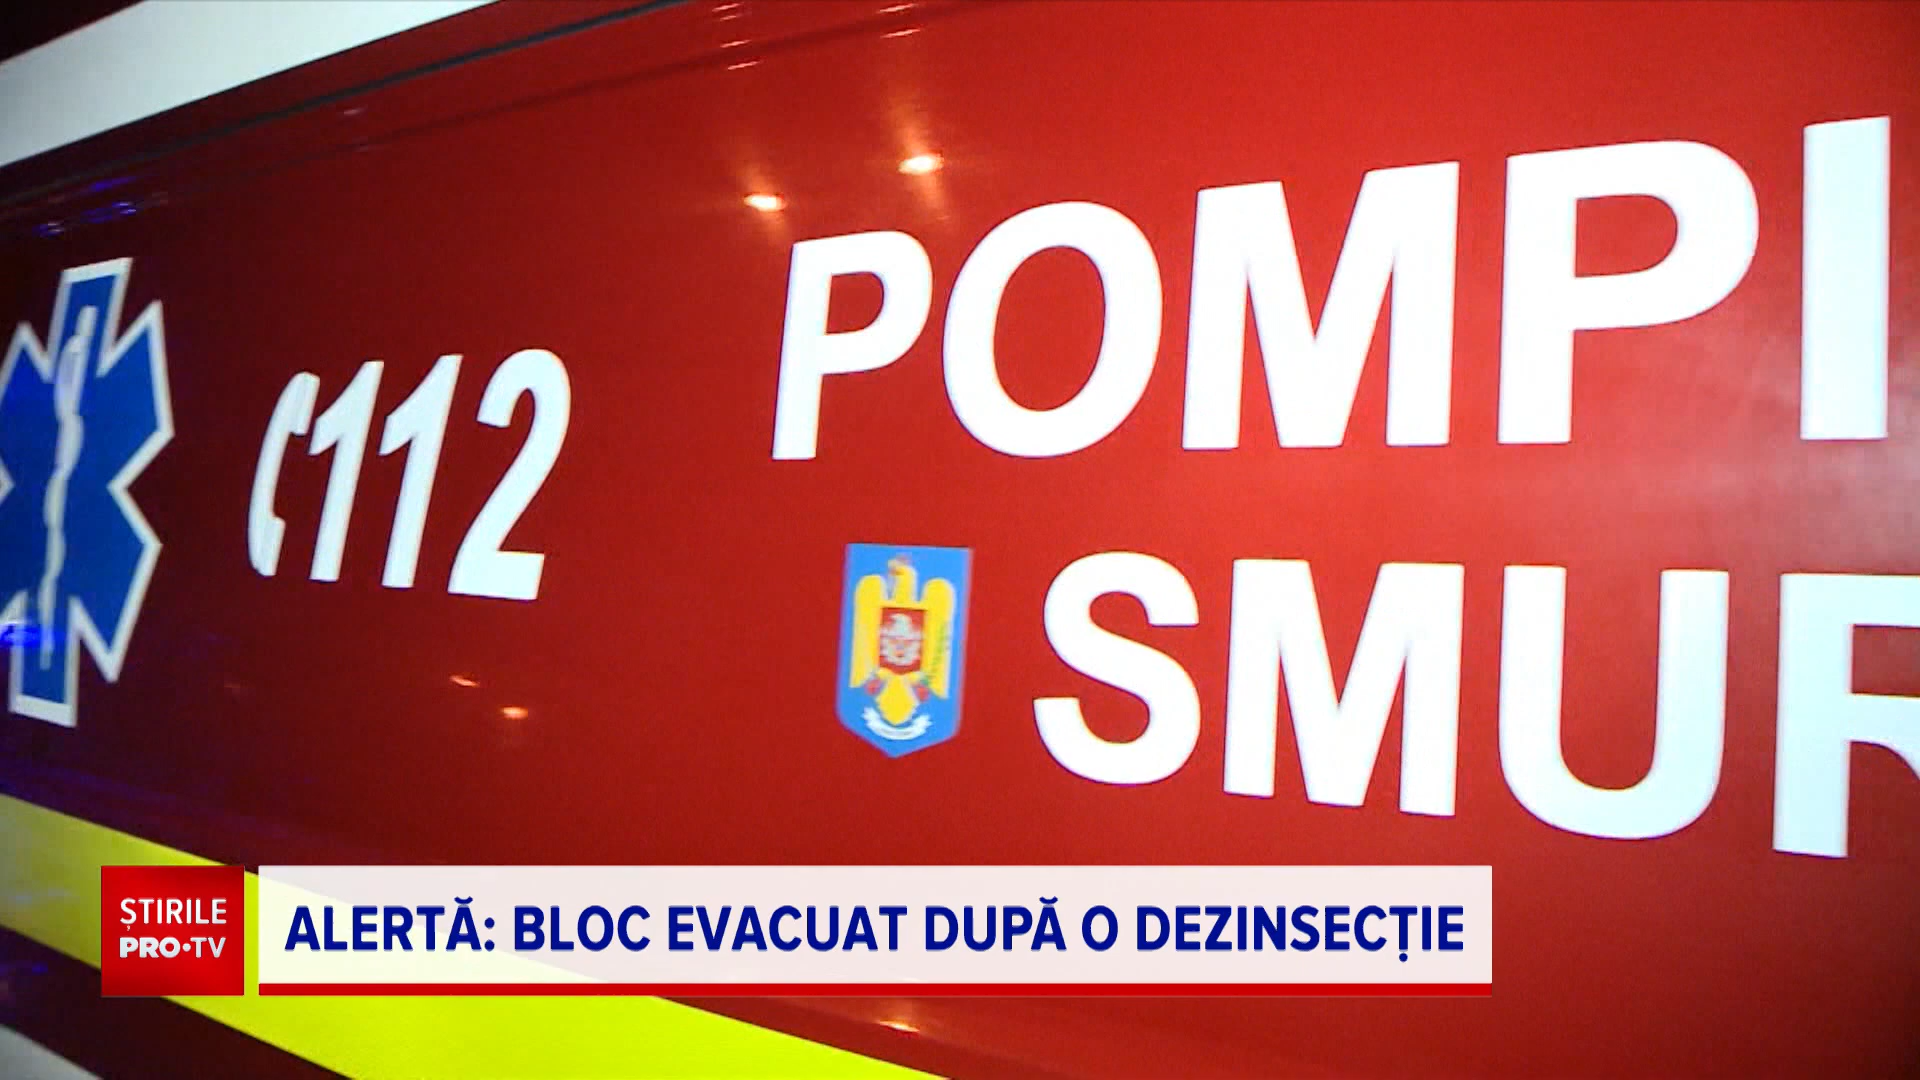 112
POMPI
SMUR
ȘTIRILE
PRO•TV
ALERTĂ: BLOC EVACUAT DUPĂ O DEZINSECȚIE